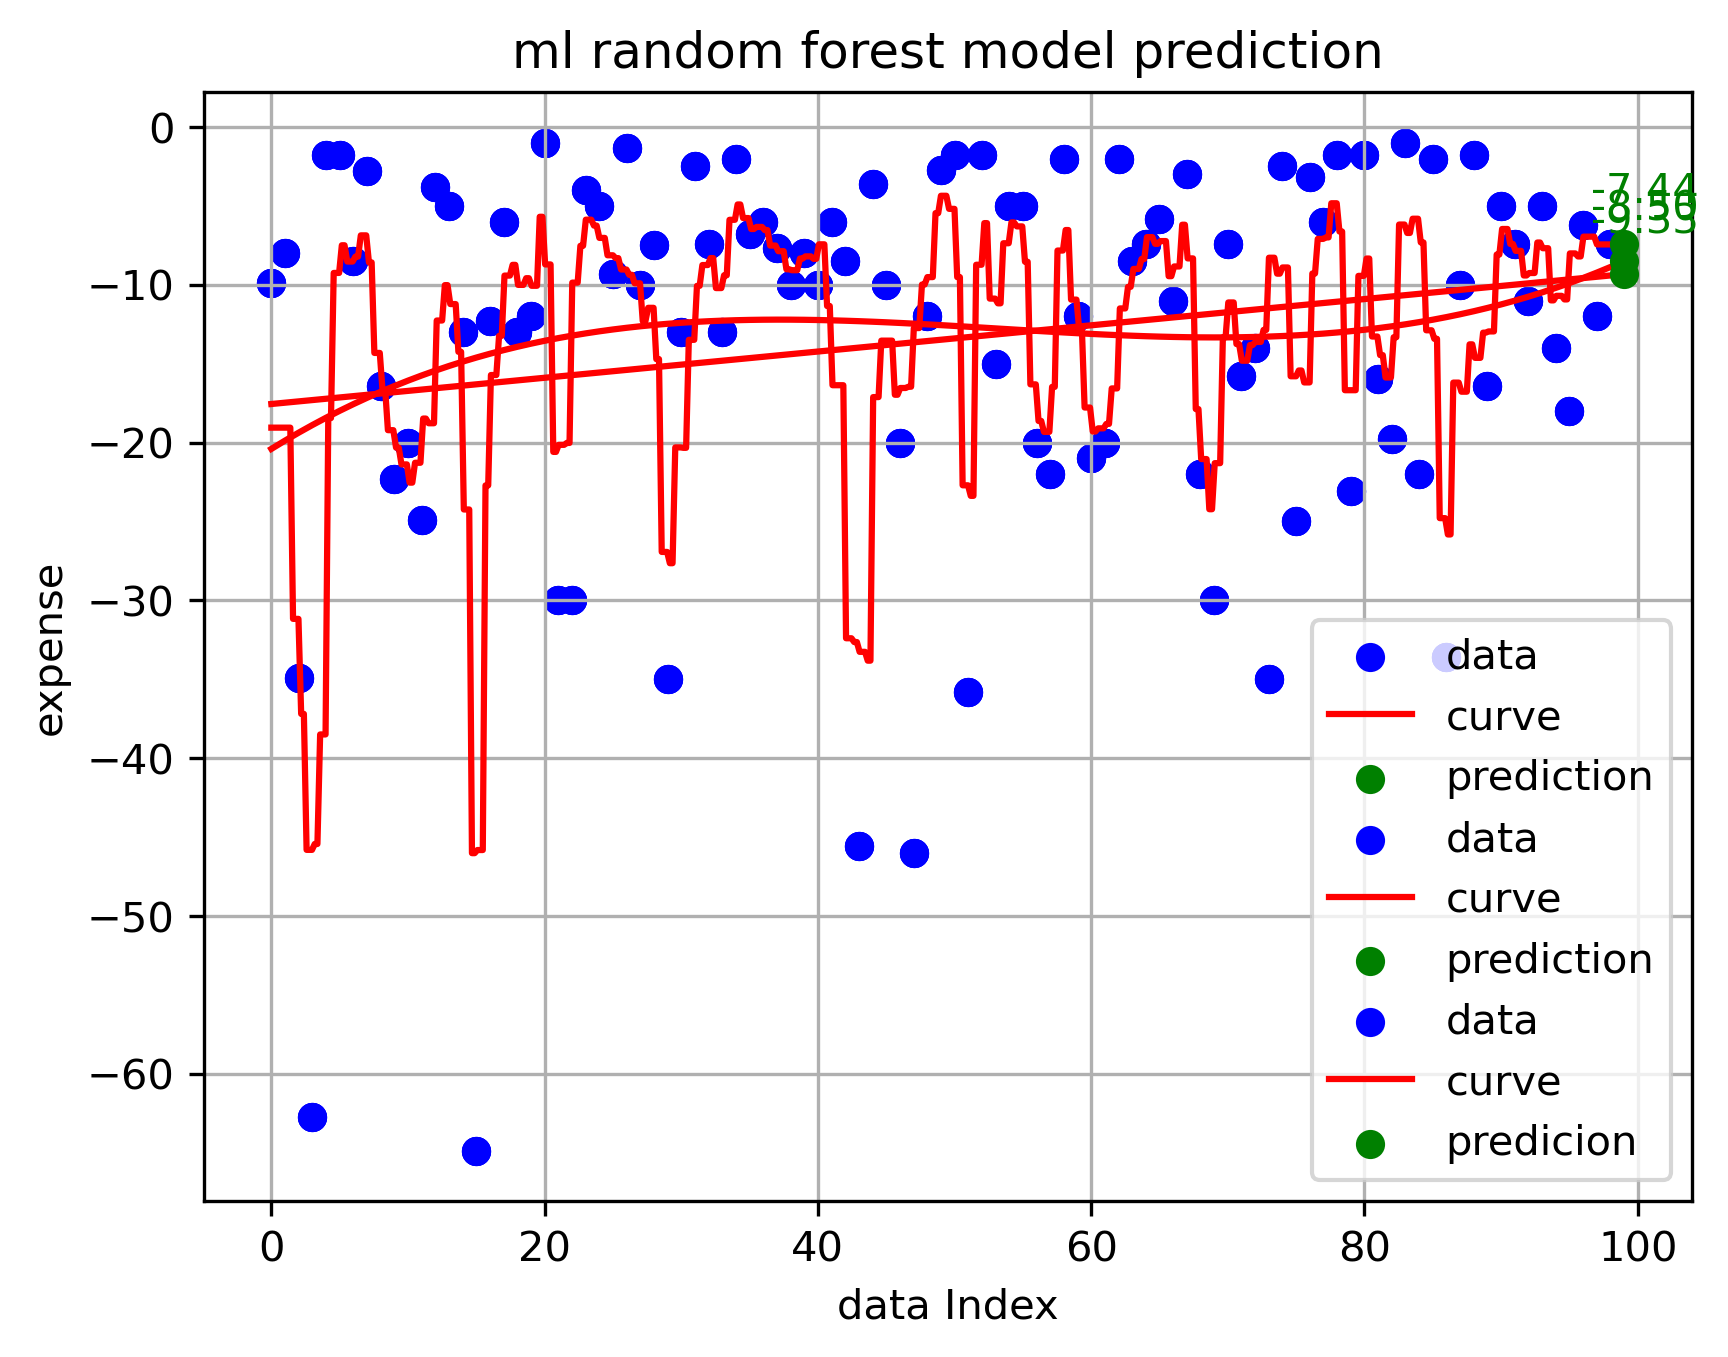 ml random forest model prediction
0
−10
−20
−30
−40
−50
−60
expense
-7.44
data
curve
prediction
data
curve
prediction
data
curve
predicion
0
20
40
60
80
100
data Index